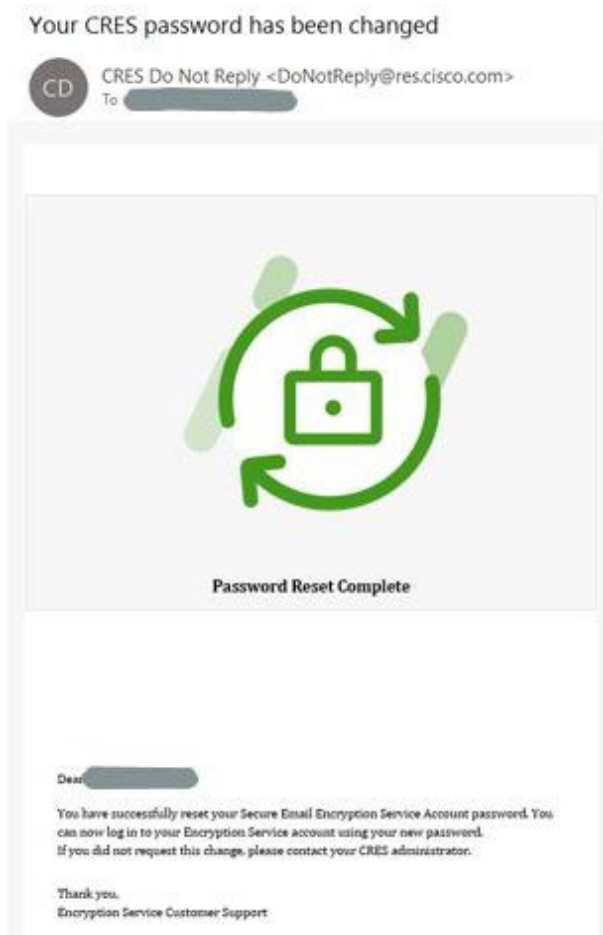 Your CRES password has been changed
CD
CRES Do Not Reply <DoNotReply@res.cisco.com>
To
Password Reset Complete
Dear
You have successfully reset your Secure Email Encryption Service Account password. You
can now log in to your Encryption Service account using your new password.
If you did not request this change, please contact your CRES administrator.
Thank you,
Encryption Service Customer Support